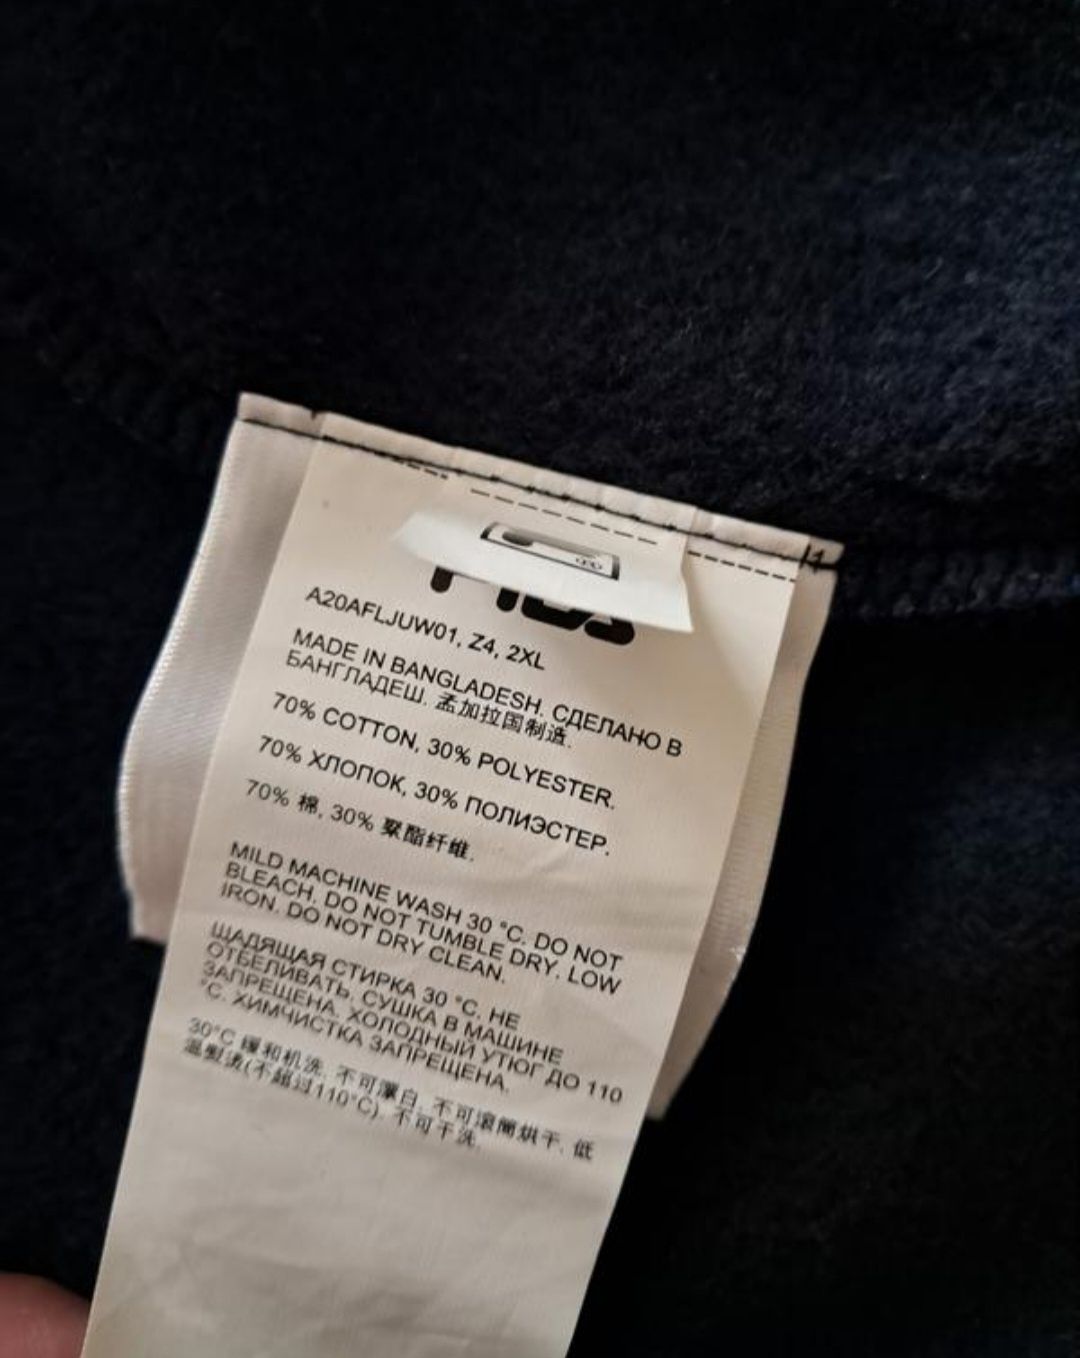 A20AFLJUW01, Z4, 2XL
MADE IN BANGLADESH. СДЕЛАНО В
БАНГЛАДЕШ. 孟加拉国制造.
70% COTTON, 30% POLYESTER.
70% ХЛОПОК, 30% ПОЛИЭСТЕР.
70% 棉, 30% 聚酯纤维.
MILD MACHINE WASH 30 °C. DO NOT
BLEACH. DO NOT TUMBLE DRY. LOW
IRON. DO NOT DRY CLEAN.
ЩАДЯЩАЯ СТИРКА 30 °C. НЕ
ОТБЕЛИВАТЬ. СУШКА В МАШИНЕ
ЗАПРЕЩЕНА. ХОЛОДНЫЙ УТЮГ ДО 110
°C. ХИМЧИСТКА ЗАПРЕЩЕНА.
30°C 缓和机洗. 不可漂白. 不可滚筒烘干. 低
温熨烫(不超过110°C). 不可干洗.